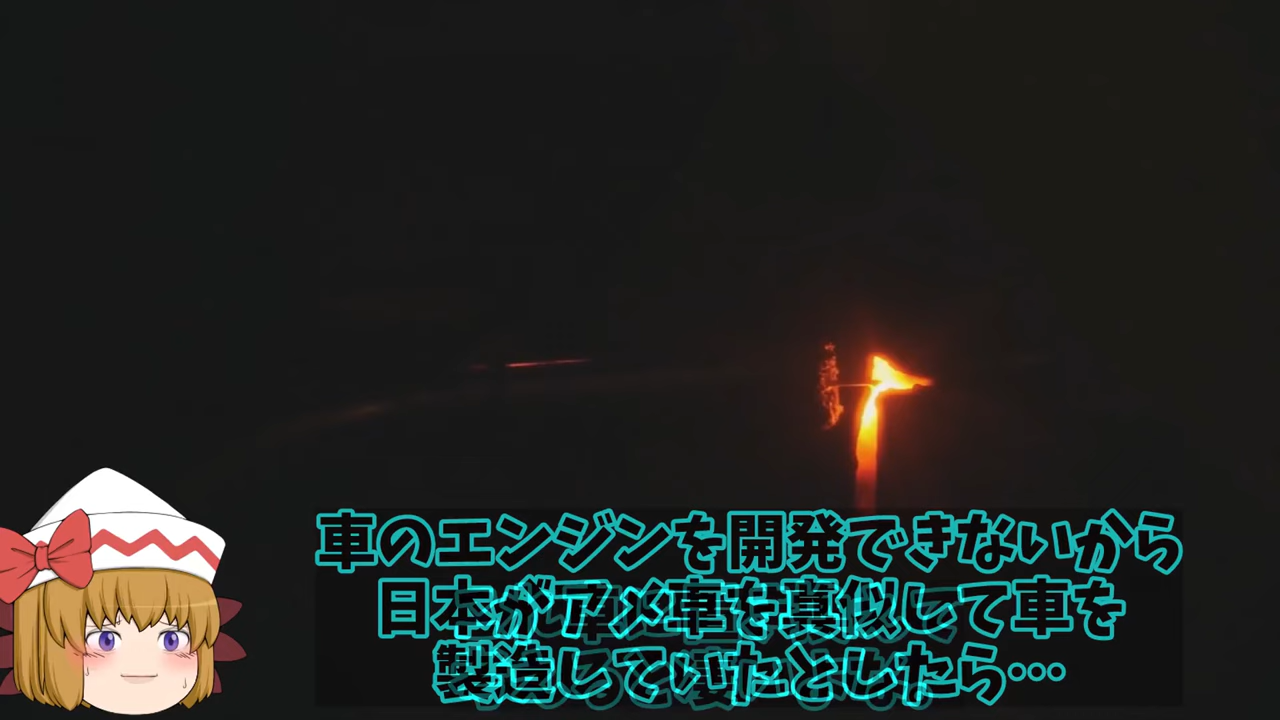 車のエンジンを開発できないから
日本がアメ車を真似して車を
製造していたとしたら…